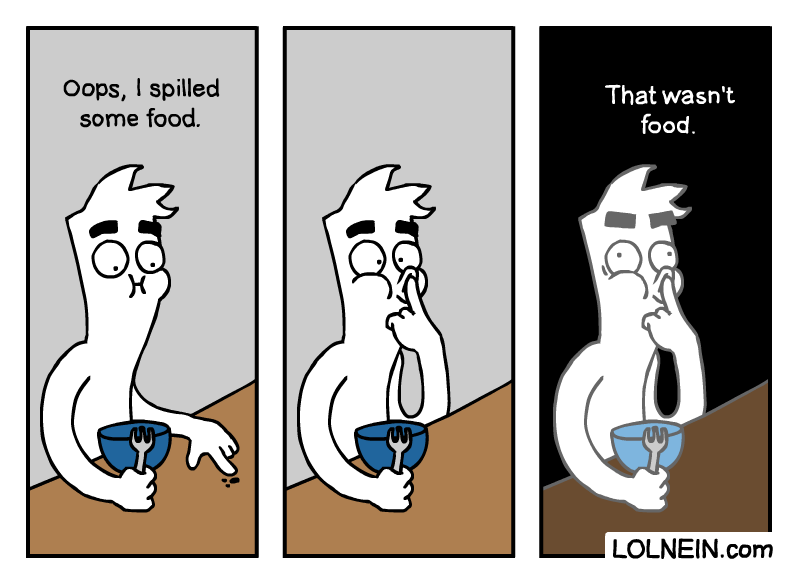 Oops, I spilled
some food.
That wasn't
food.
LOLNEIN.com